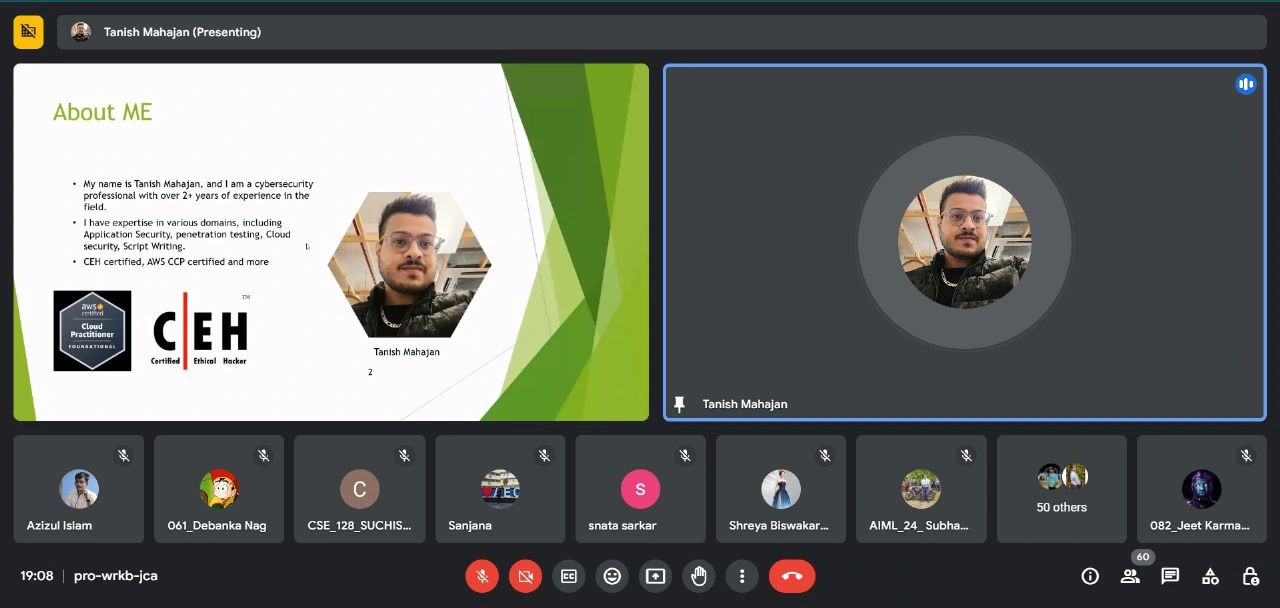 Tanish Mahajan (Presenting)
About ME
• My name is Tanish Mahajan, and I am a cybersecurity
professional with over 2+ years of experience in the
field.
• I have expertise in various domains, including
Application Security, penetration testing, Cloud
security, Script Writing.
• CEH certified, AWS CCP certified and more
aws
certified
Cloud
Practitioner
FOUNDATIONAL
C|EH
TM
Certified Ethical Hacker
Tanish Mahajan
2
Tanish Mahajan
Azizul Islam
061_Debanka Nag
C
CSE_128_SUCHIS...
AEC
Sanjana
S
snata sarkar
Shreya Biswakar...
AIML_24_ Subha...
50 others
082_Jeet Karma...
19:08 | pro-wrkb-jca
CC
60